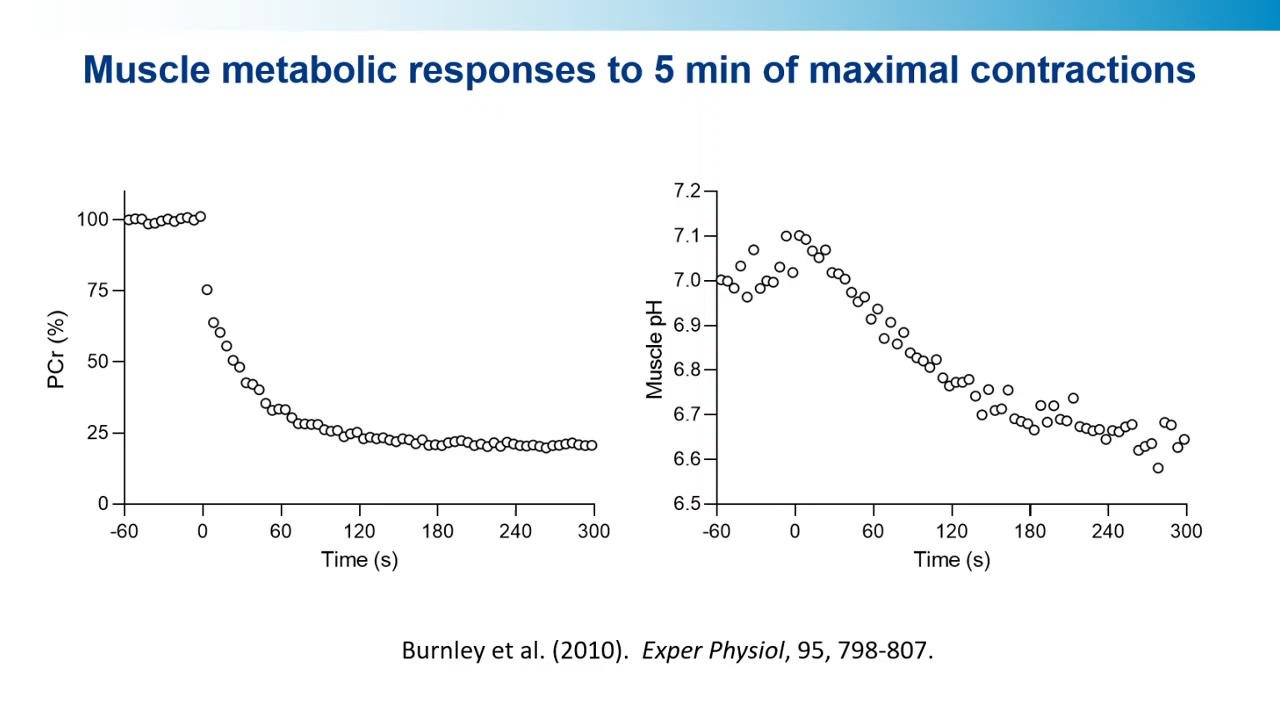 Muscle metabolic responses to 5 min of maximal contractions
100
75
50
25
0
PCr (%)
-60 0 60 120 180 240 300
Time (s)
7.2
7.1
7.0
6.9
6.8
6.7
6.6
6.5
Muscle pH
-60 0 60 120 180 240 300
Time (s)
Burnley et al. (2010). Exper Physiol, 95, 798-807.